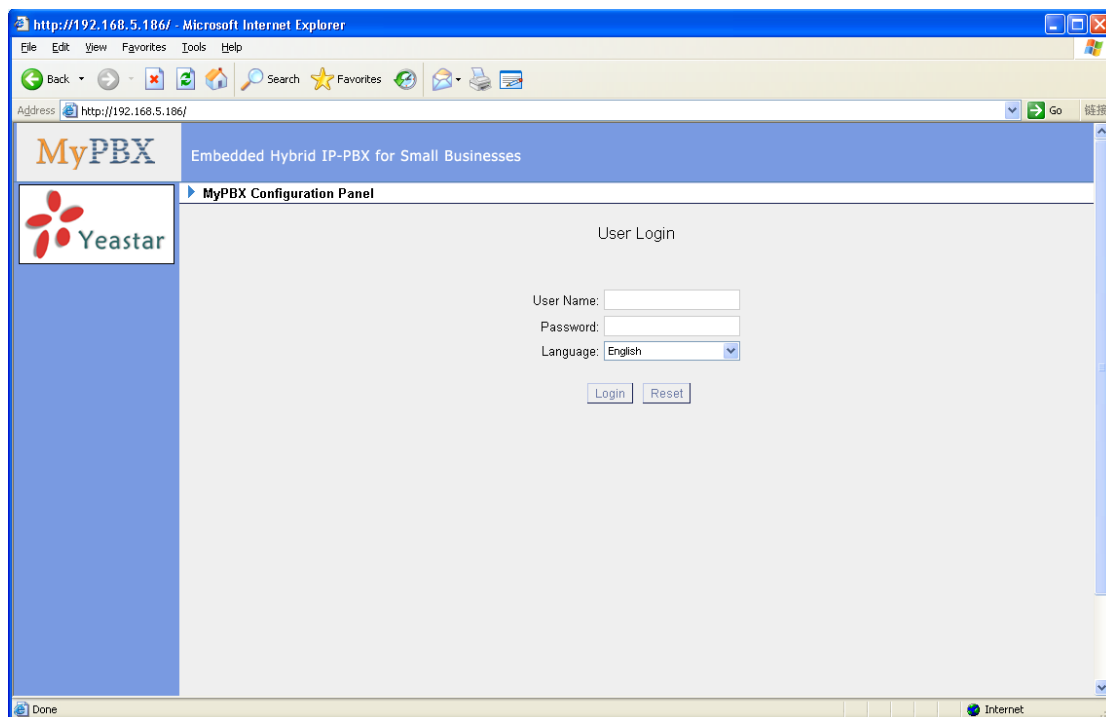 http://192.168.5.186/ - Microsoft Internet Explorer
File Edit View Favorites Tools Help
Back Search Favorites
Address http://192.168.5.186/ Go 链接
MyPBX Embedded Hybrid IP-PBX for Small Businesses
MyPBX Configuration Panel
Yeastar
User Login
User Name:
Password:
Language: English
Login Reset
Done Internet